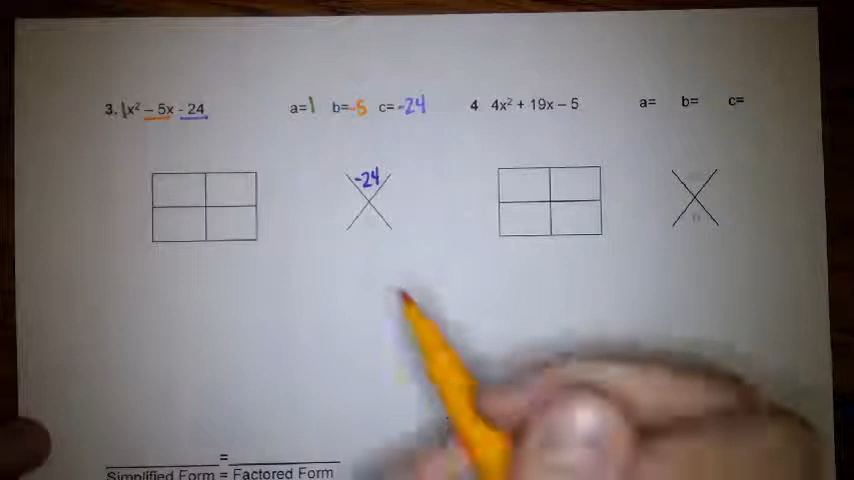 3. 1x² – 5x - 24 a=1 b=-5 c=-24
4 4x² + 19x – 5 a= b= c=
-24
=
Simplified Form = Factored Form